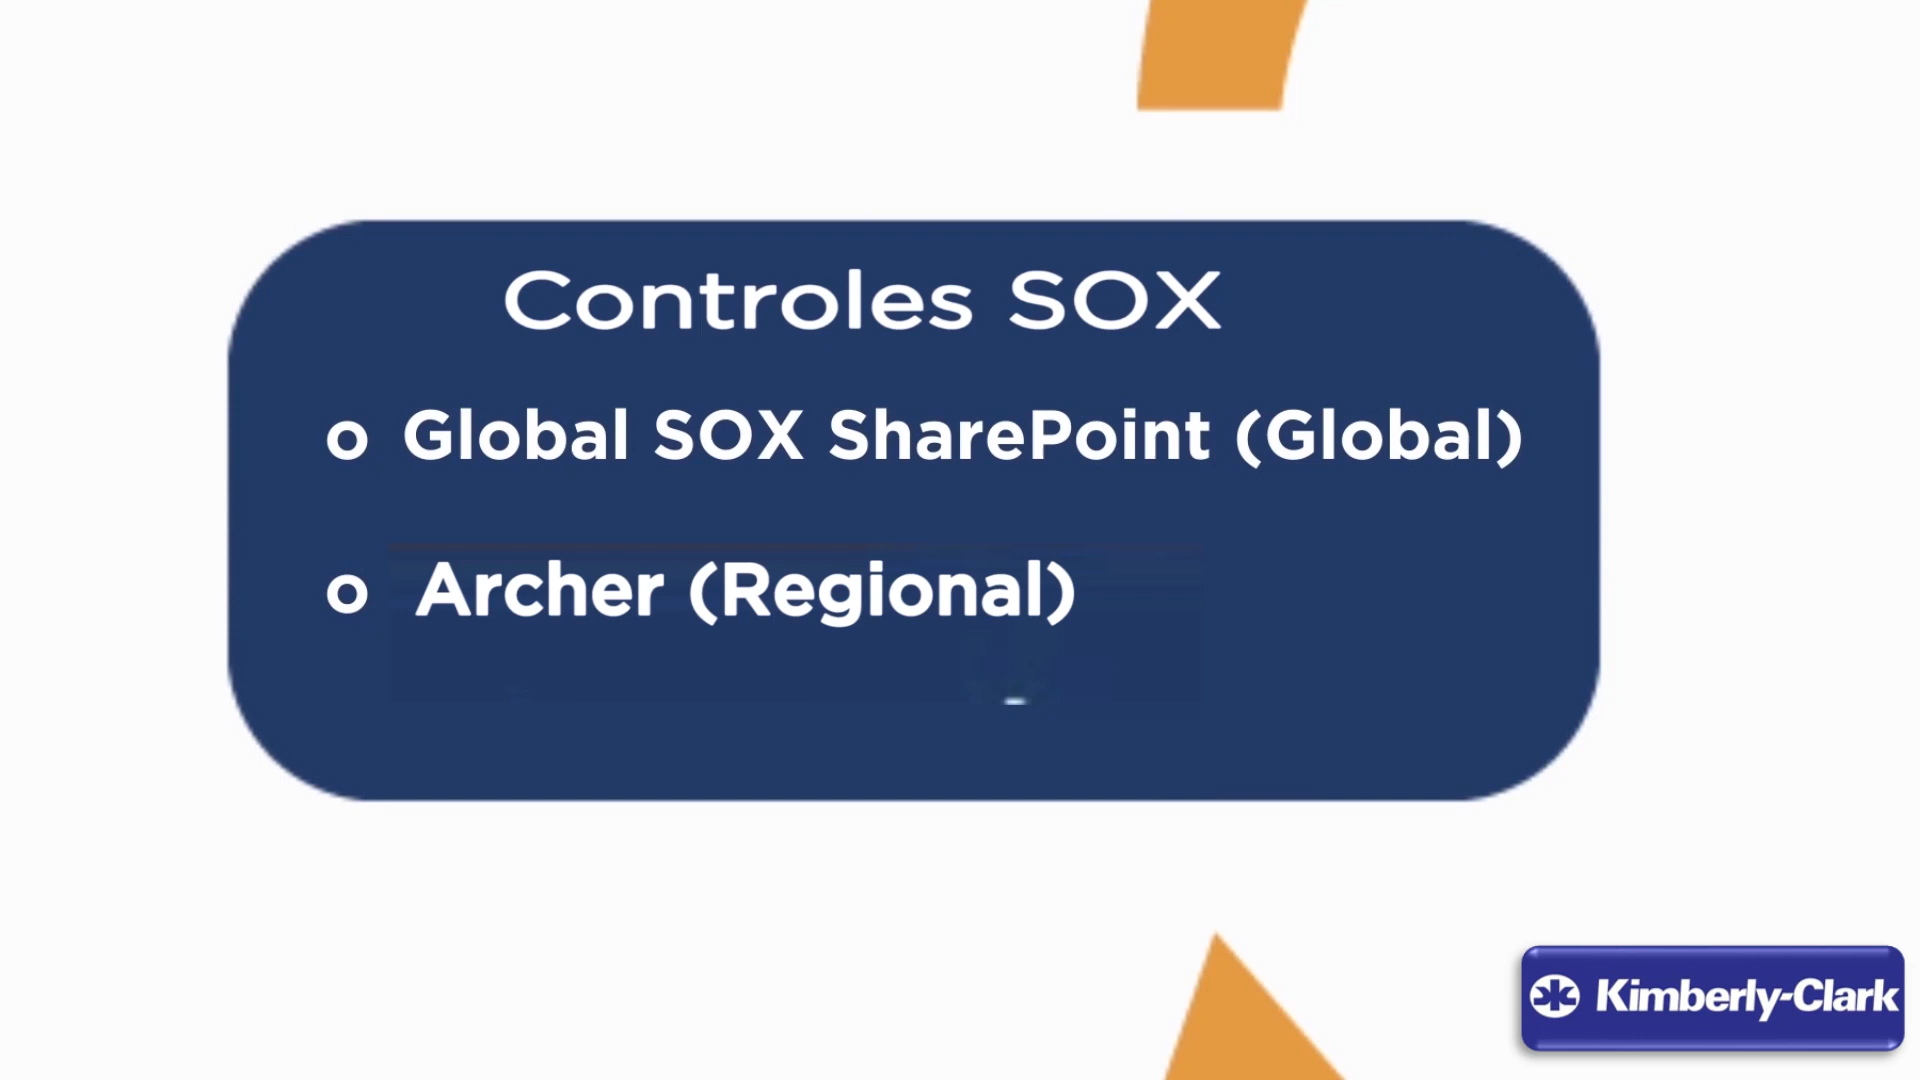 Controles SOX
o Global SOX SharePoint (Global)
o Archer (Regional)
Kimberly-Clark